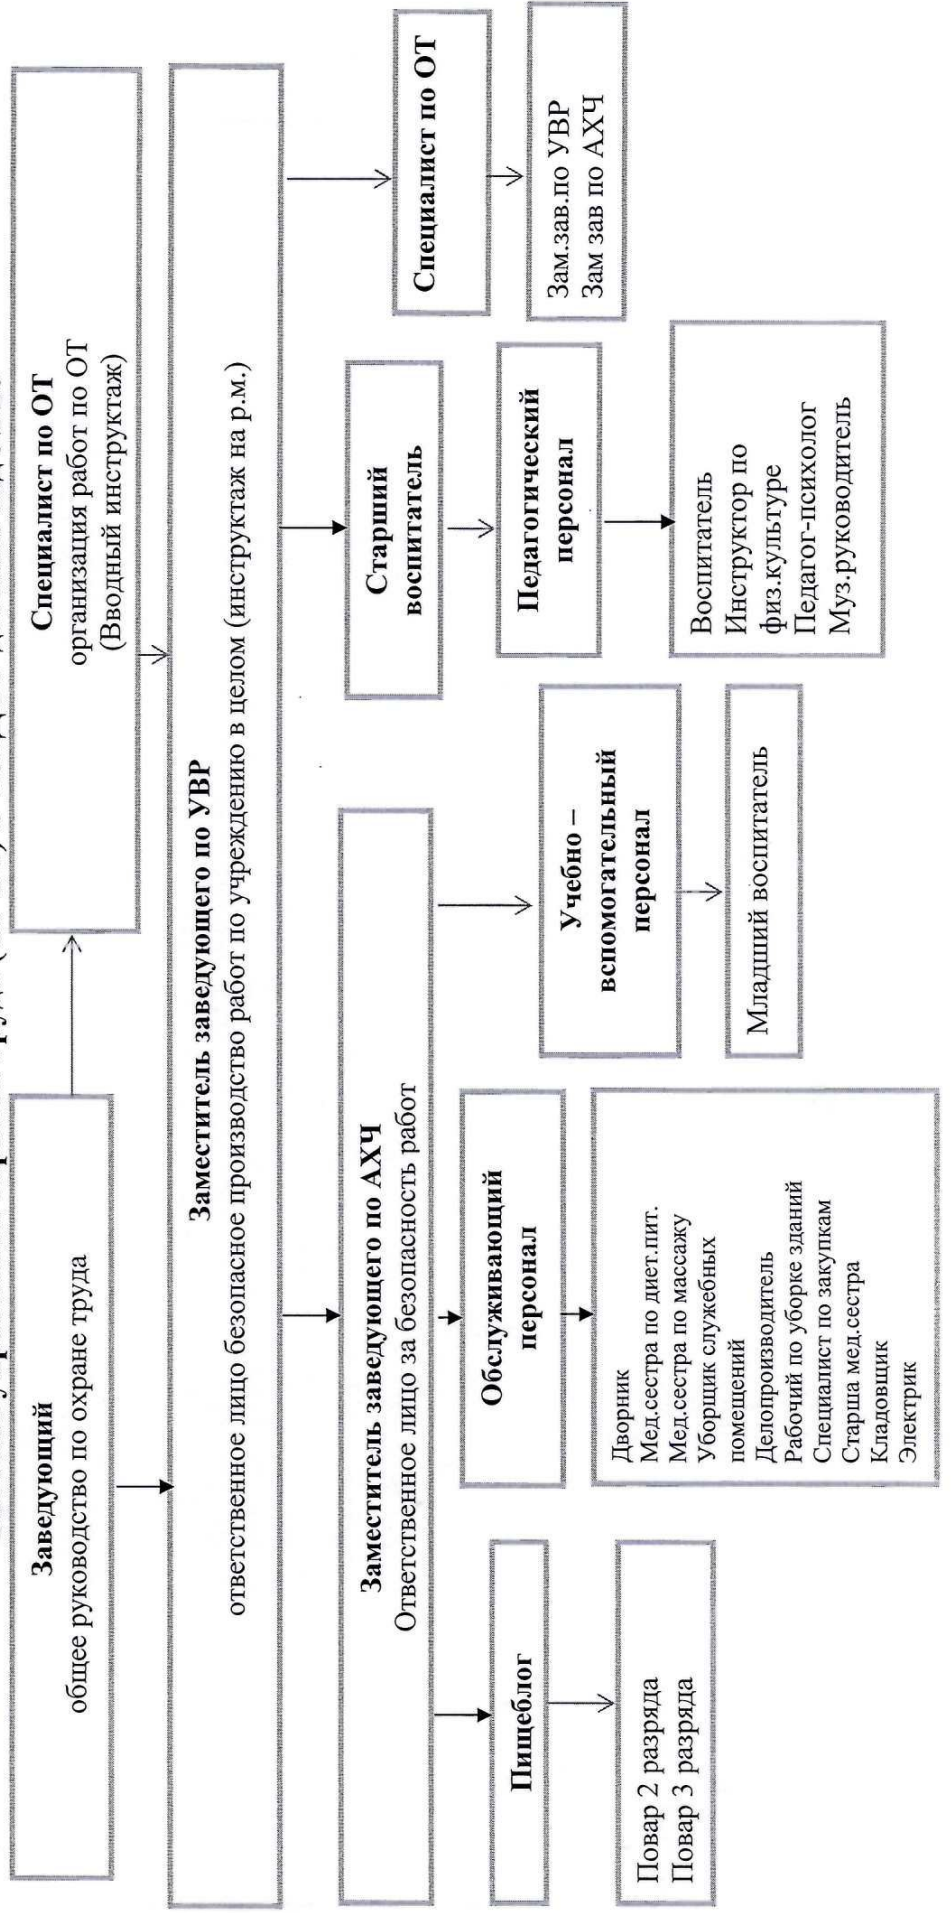 Заведующий
общее руководство по охране труда
Специалист по ОТ
организация работ по ОТ
(Вводный инструктаж)
Заместитель заведующего по УВР
ответственное лицо безопасное производство работ по учреждению в целом (инструктаж на р.м.)
Заместитель заведующего по АХЧ
Ответственное лицо за безопасность работ
Старший
воспитатель
Специалист по ОТ
Пищеблог
Обслуживающий
персонал
Учебно –
вспомогательный
персонал
Педагогический
персонал
Зам.зав.по УВР
Зам зав по АХЧ
Повар 2 разряда
Повар 3 разряда
Дворник
Мед.сестра по диет.пит.
Мед.сестра по массажу
Уборщик служебных
помещений
Делопроизводитель
Рабочий по уборке зданий
Специалист по закупкам
Старша мед.сестра
Кладовщик
Электрик
Младший воспитатель
Воспитатель
Инструктор по
физ.культуре
Педагог-психолог
Муз.руководитель